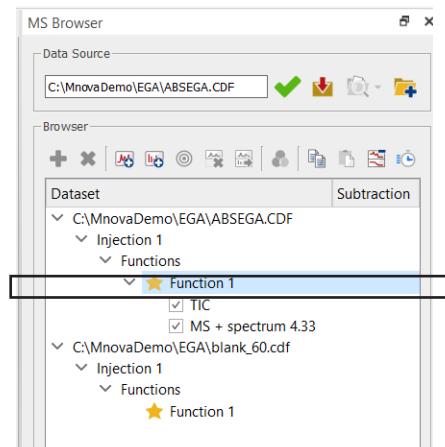 MS Browser
Data Source
C:\MnovaDemo\EGA\ABSEGA.CDF
Browser
Dataset Subtraction
C:\MnovaDemo\EGA\ABSEGA.CDF
Injection 1
Functions
Function 1
TIC
MS + spectrum 4.33
C:\MnovaDemo\EGA\blank_60.cdf
Injection 1
Functions
Function 1